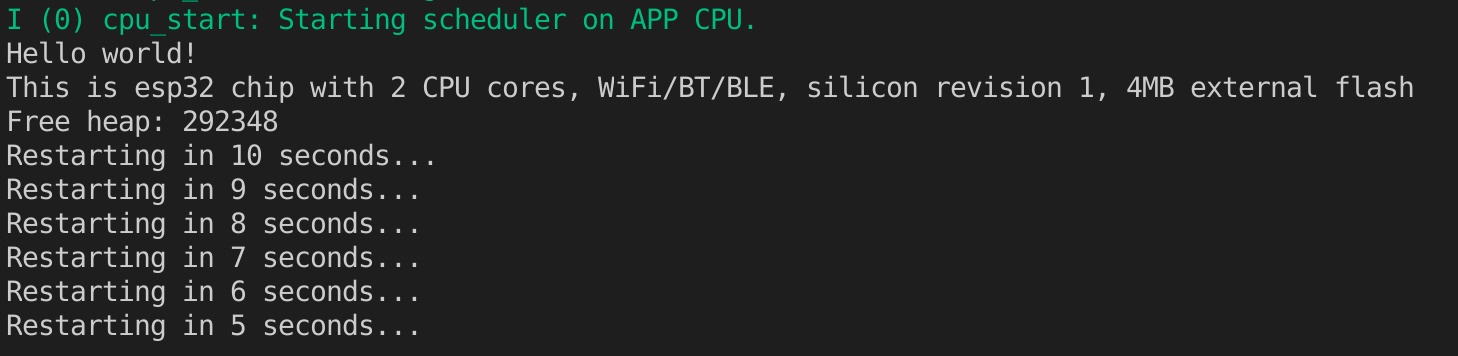 I (0) cpu_start: Starting scheduler on APP CPU.
Hello world!
This is esp32 chip with 2 CPU cores, WiFi/BT/BLE, silicon revision 1, 4MB external flash
Free heap: 292348
Restarting in 10 seconds...
Restarting in 9 seconds...
Restarting in 8 seconds...
Restarting in 7 seconds...
Restarting in 6 seconds...
Restarting in 5 seconds...